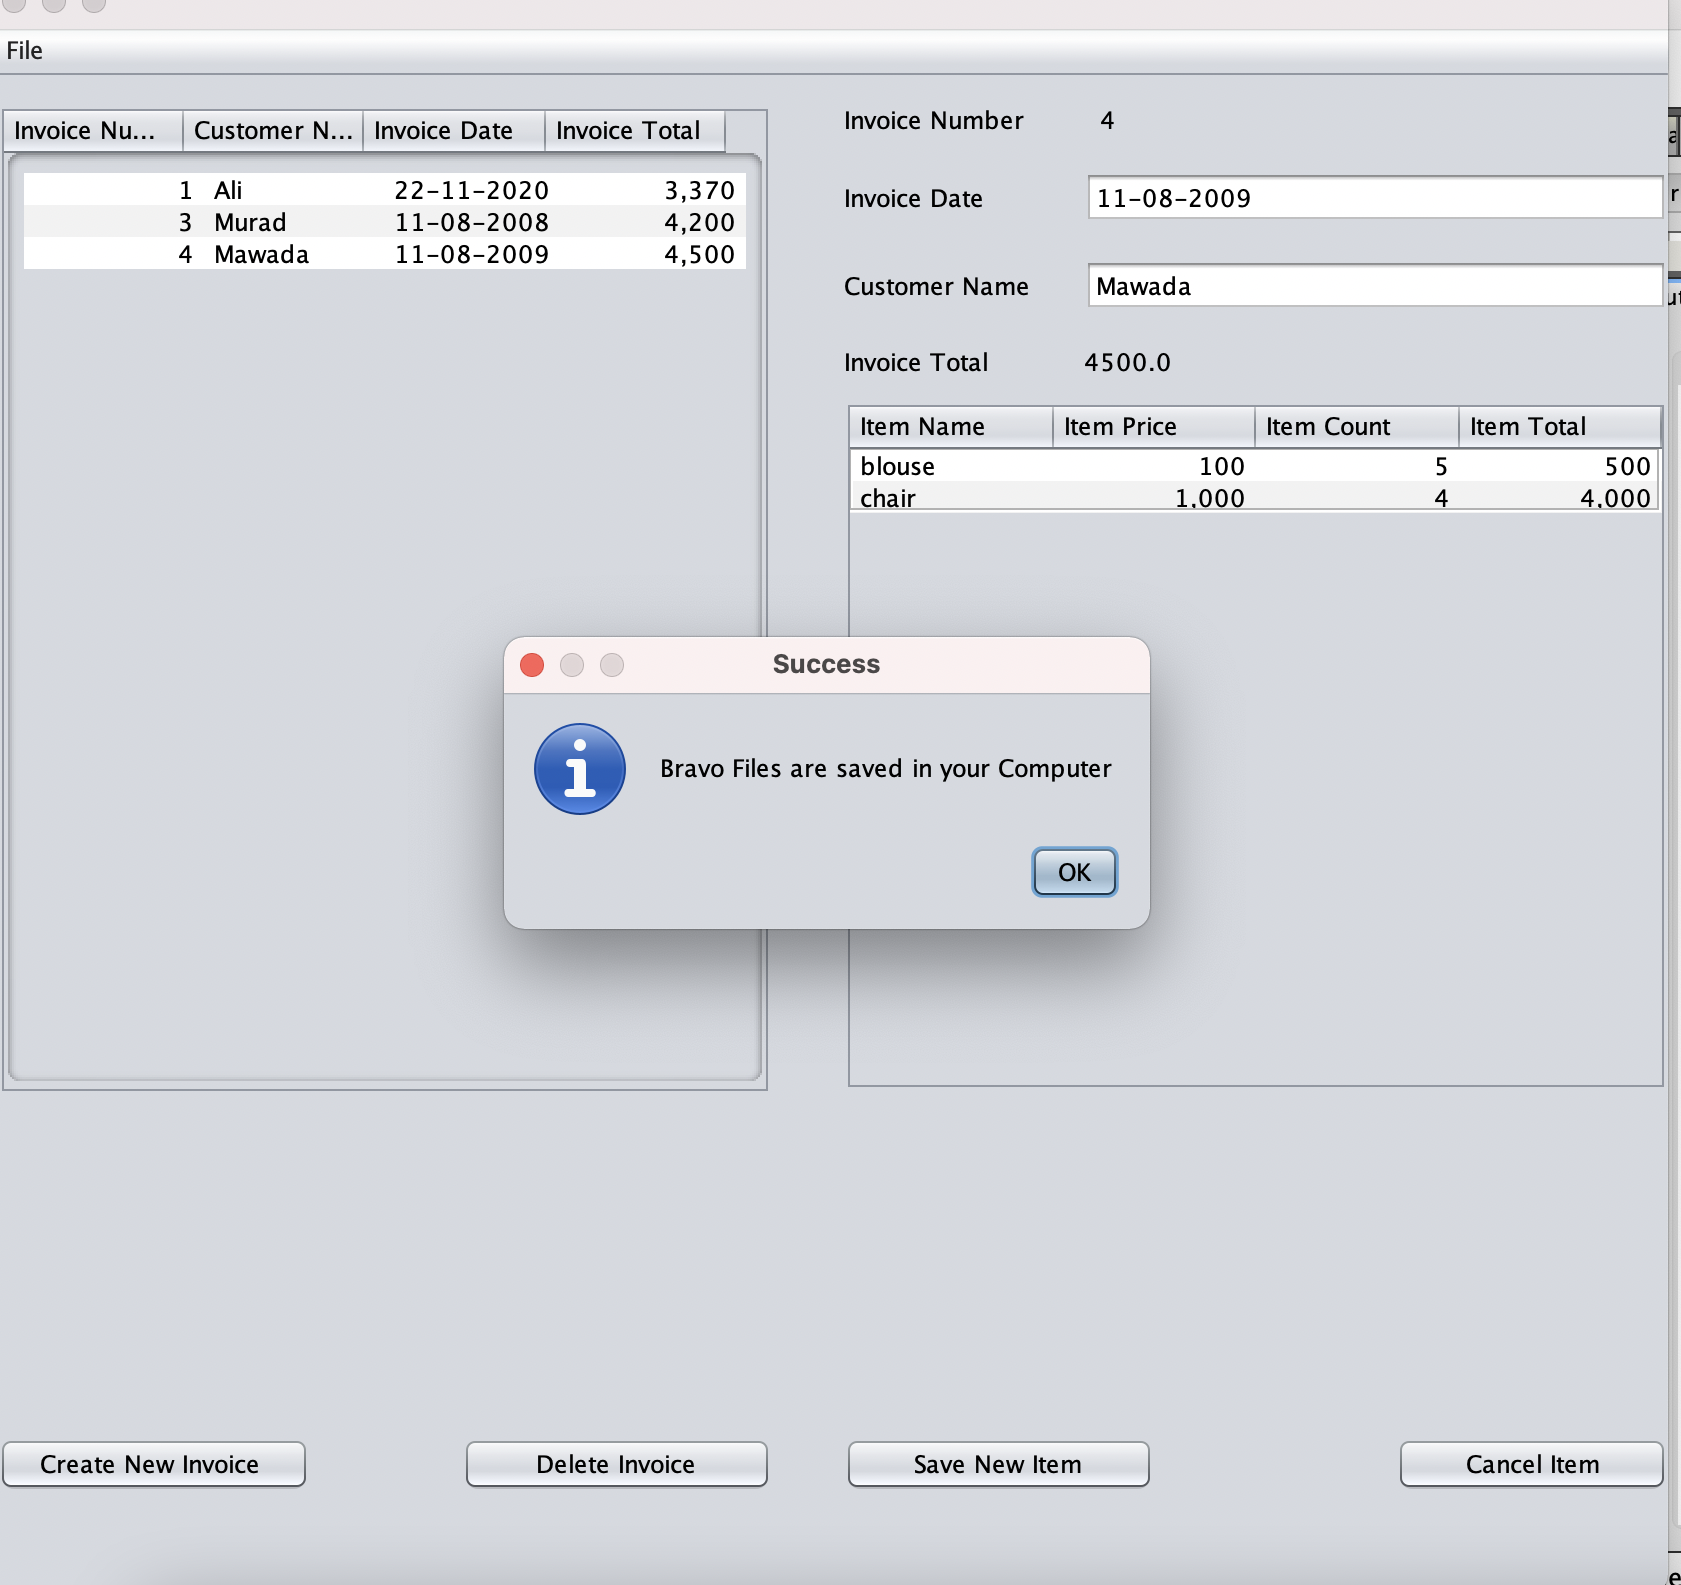 File
Invoice Nu... Customer N... Invoice Date Invoice Total
1 Ali 22-11-2020 3,370
3 Murad 11-08-2008 4,200
4 Mawada 11-08-2009 4,500
Invoice Number 4
Invoice Date 11-08-2009
Customer Name Mawada
Invoice Total 4500.0
Item Name Item Price Item Count Item Total
blouse 100 5 500
chair 1,000 4 4,000
Success
Bravo Files are saved in your Computer
OK
Create New Invoice Delete Invoice Save New Item Cancel Item